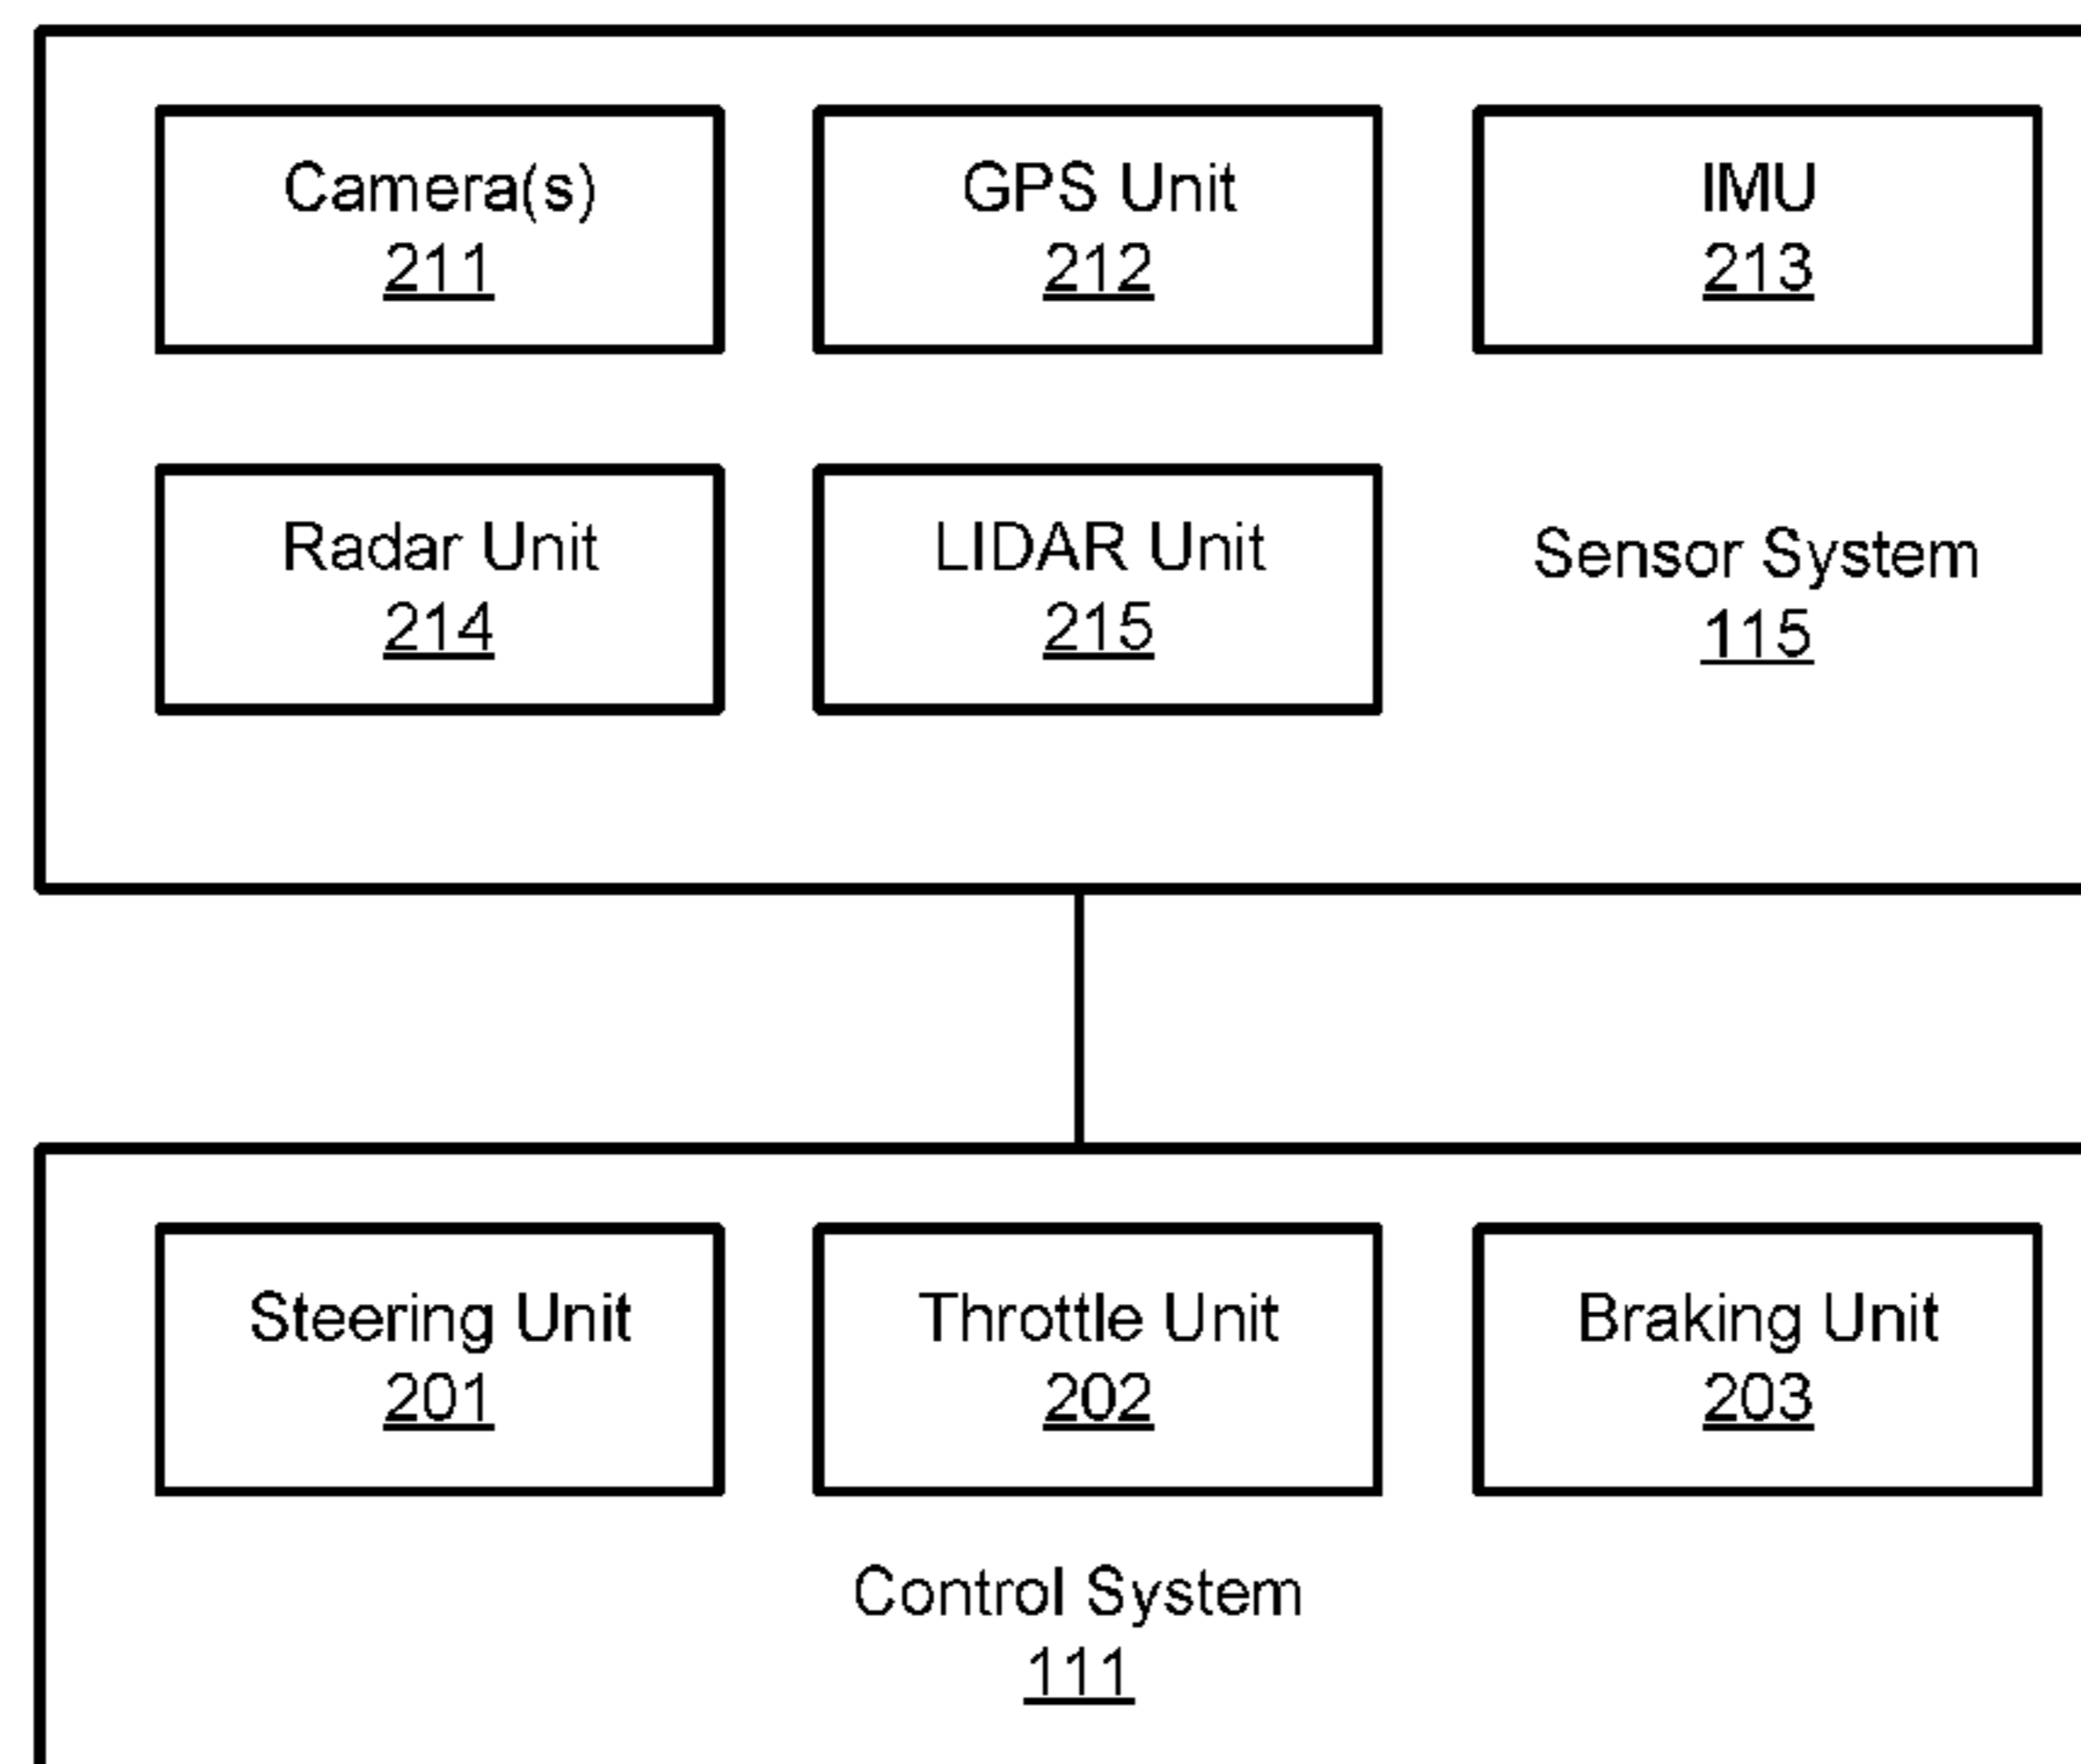 Camera(s)
211
GPS Unit
212
IMU
213
Radar Unit
214
LIDAR Unit
215
Sensor System
115
Steering Unit
201
Throttle Unit
202
Braking Unit
203
Control System
111